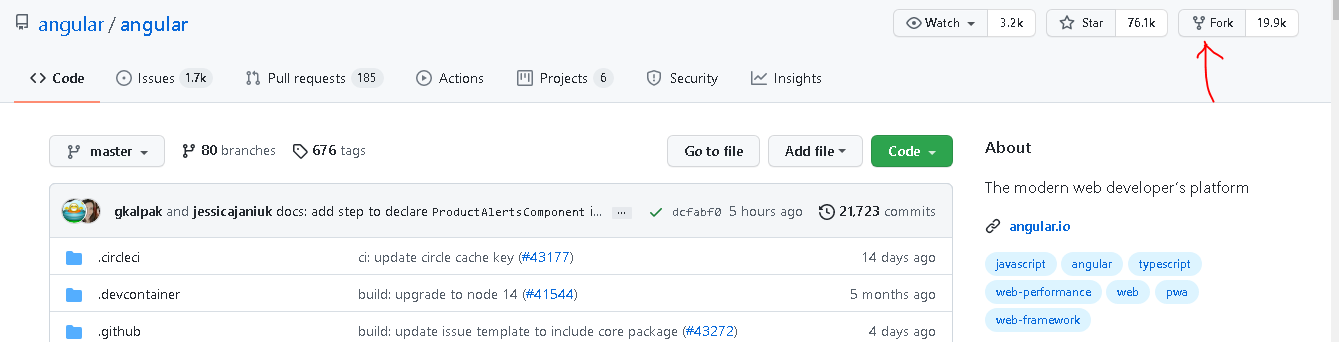 angular / angular
Watch 3.2k Star 76.1k Fork 19.9k
Code Issues 1.7k Pull requests 185 Actions Projects 6 Security Insights
master 80 branches 676 tags Go to file Add file Code
gkalpak and jessicajaniuk docs: add step to declare ProductAlertsComponent i... ... dcfabf0 5 hours ago 21,723 commits
.circleci ci: update circle cache key (#43177) 14 days ago
.devcontainer build: upgrade to node 14 (#41544) 5 months ago
.github build: update issue template to include core package (#43272) 4 days ago
About
The modern web developer's platform
angular.io
javascript angular typescript
web-performance web pwa
web-framework